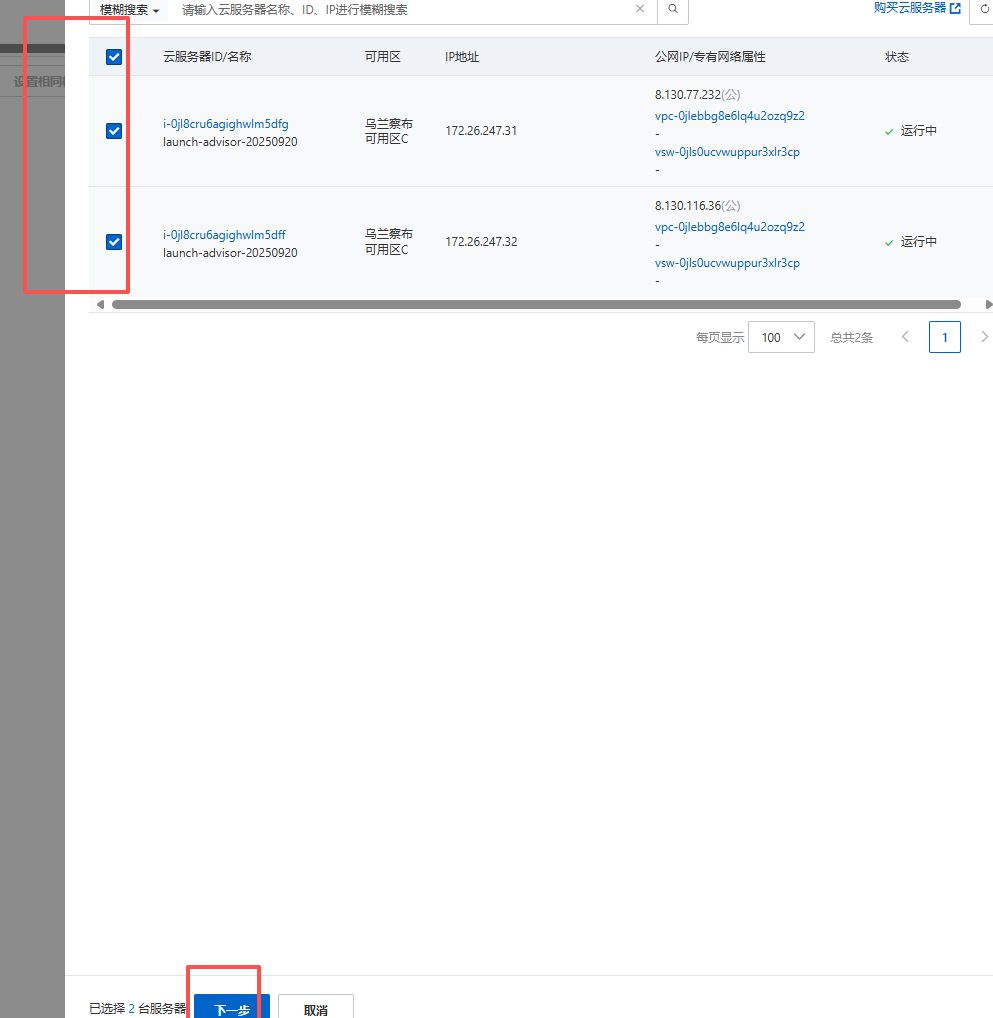 模糊搜索 请输入云服务器名称、ID、IP进行模糊搜索 购买云服务器
云服务器ID/名称 可用区 IP地址 公网IP/专有网络属性 状态
设置相同
8.130.77.232(公)
i-0jl8cru6agighwlm5dfg 乌兰察布 vpc-0jlebbg8e6lq4u2ozq9z2
172.26.247.31 - 运行中
launch-advisor-20250920 可用区C vsw-0jls0ucvwuppur3xlr3cp
-
8.130.116.36(公)
i-0jl8cru6agighwlm5dff 乌兰察布 vpc-0jlebbg8e6lq4u2ozq9z2
172.26.247.32 - 运行中
launch-advisor-20250920 可用区C vsw-0jls0ucvwuppur3xlr3cp
-
每页显示 100 总共2条 1
已选择 2 台服务器 下一步 取消